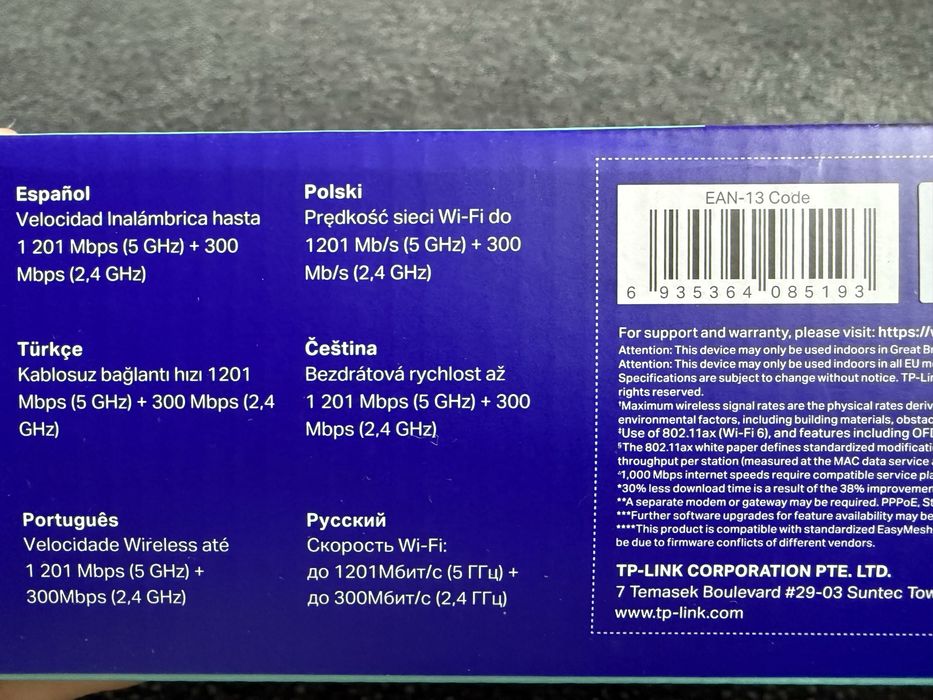 Español
Velocidad Inalámbrica hasta
1 201 Mbps (5 GHz) + 300
Mbps (2,4 GHz)
Polski
Prędkość sieci Wi-Fi do
1201 Mb/s (5 GHz) + 300
Mb/s (2,4 GHz)
Türkçe
Kablosuz bağlantı hızı 1201
Mbps (5 GHz) + 300 Mbps (2,4
GHz)
Čeština
Bezdrátová rychlost až
1 201 Mbps (5 GHz) + 300
Mbps (2,4 GHz)
Português
Velocidade Wireless até
1 201 Mbps (5 GHz) +
300Mbps (2,4 GHz)
Русский
Скорость Wi-Fi:
до 1201Мбит/с (5 ГГц) +
до 300Мбит/с (2,4 ГГц)
EAN-13 Code
6 935364 085193
For support and warranty, please visit: https://
Attention: This device may only be used indoors in Great
Attention: This device may only be used indoors in all EU
Specifications are subject to change without notice.
rights reserved.
†Maximum wireless signal rates are the physical rates
environmental factors, including building materials,
‡Use of 802.11ax (Wi-Fi 6), and features including
§The 802.11ax white paper defines standardized
throughput per station (measured at the MAC data service
1,000 Mbps internet speeds require compatible service
*30% less download time is a result of the 38%
**A separate modem or gateway may be required. PPPoE,
***Further software upgrades for feature availability may
****This product is compatible with standardized EasyMesh
be due to firmware conflicts of different vendors.
TP-LINK CORPORATION PTE. LTD.
7 Temasek Boulevard #29-03 Suntec
www.tp-link.com